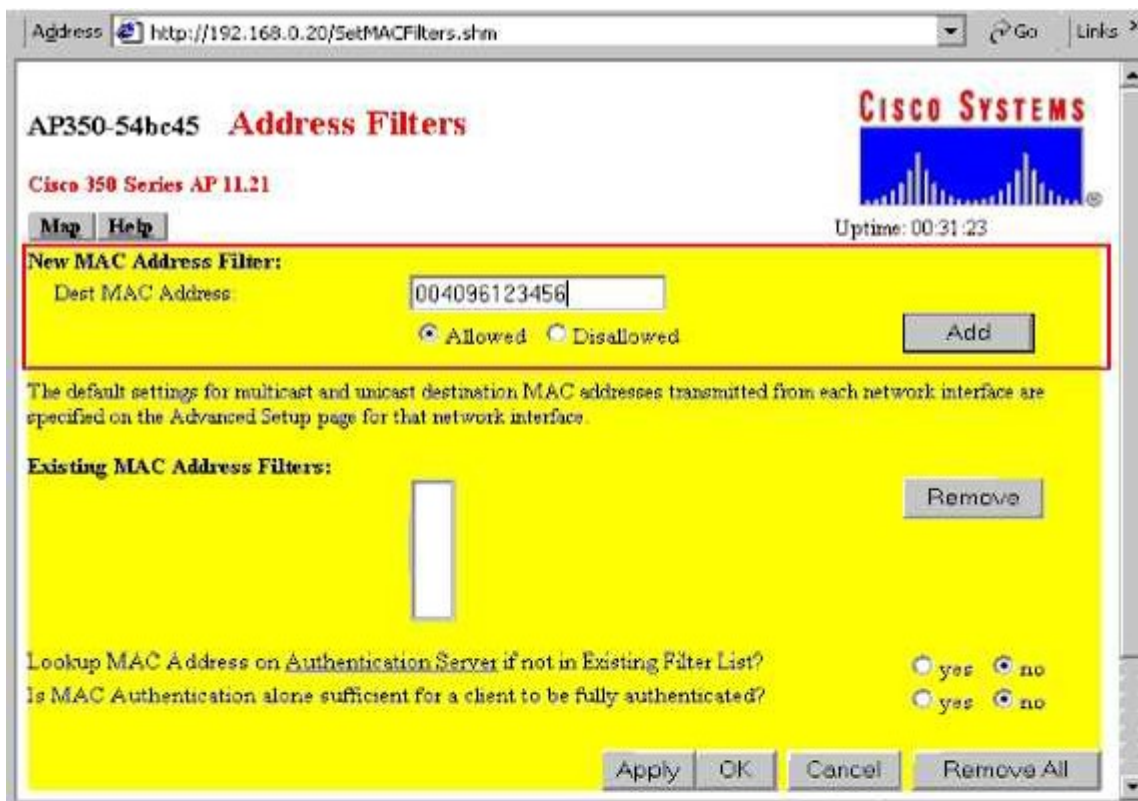 Address http://192.168.0.20/SetMACFilters.shm Go Links
AP350-54bc45 Address Filters
CISCO SYSTEMS
Cisco 350 Series AP 11.21
Map Help
Uptime: 00:31:23
New MAC Address Filter:
Dest MAC Address: 004096123456
Allowed Disallowed
Add
The default settings for multicast and unicast destination MAC addresses transmitted from each network interface are
specified on the Advanced Setup page for that network interface.
Existing MAC Address Filters:
Remove
Lookup MAC Address on Authentication Server if not in Existing Filter List? yes no
Is MAC Authentication alone sufficient for a client to be fully authenticated? yes no
Apply OK Cancel Remove All